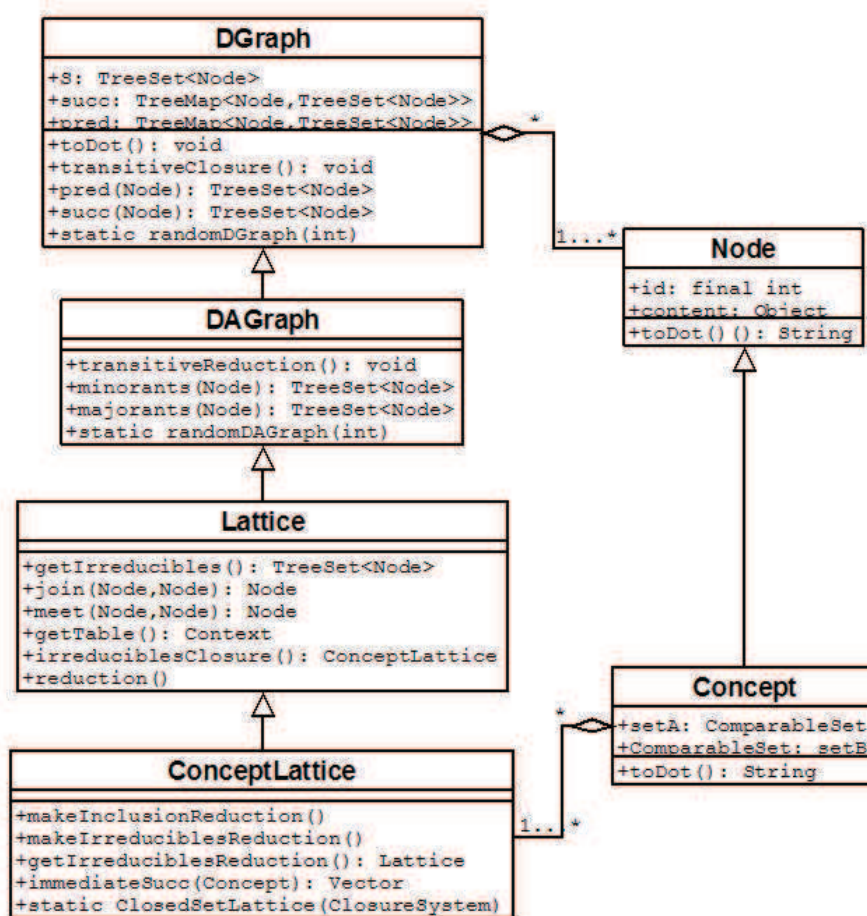 DGraph
+S: TreeSet<Node>
+succ: TreeMap<Node,TreeSet<Node>>
+pred: TreeMap<Node,TreeSet<Node>>
+toDot(): void
+transitiveClosure(): void
+pred(Node): TreeSet<Node>
+succ(Node): TreeSet<Node>
+static randomDGraph(int)
*
1...*
Node
+id: final int
+content: Object
+toDot()(): String
DAGraph
+transitiveReduction(): void
+minorants(Node): TreeSet<Node>
+majorants(Node): TreeSet<Node>
+static randomDAGraph(int)
Lattice
+getIrreducibles(): TreeSet<Node>
+join(Node,Node): Node
+meet(Node,Node): Node
+getTable(): Context
+irreduciblesClosure(): ConceptLattice
+reduction()
Concept
+setA: ComparableSet
+ComparableSet: setB
+toDot(): String
*
1...*
ConceptLattice
+makeInclusionReduction()
+makeIrreduciblesReduction()
+getIrreduciblesReduction(): Lattice
+immediateSucc(Concept): Vector
+static ClosedSetLattice(ClosureSystem)